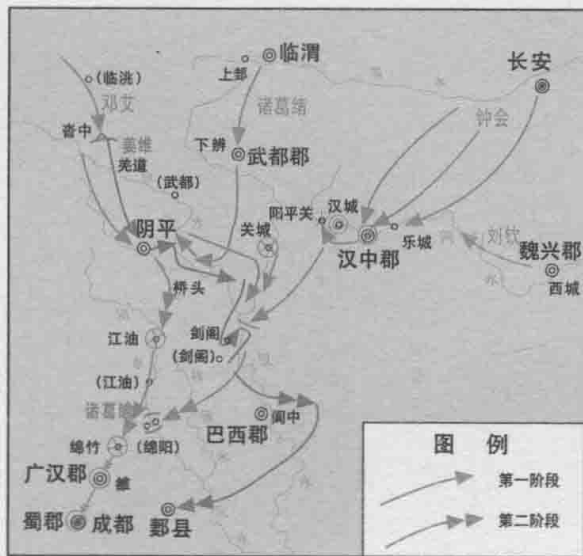 (临洮)
上邽
临渭
长安
邓艾
诸葛绪
钟会
沓中
姜维
羌道
下辨
武都郡
(武都)
阳平关
汉城
阴平
关城
汉中郡
乐城
刘钦
魏兴郡
西城
桥头
江油
剑阁
(剑阁)
(江油)
诸葛瞻
阆中
绵竹
(绵阳)
巴西郡
图 例
广汉郡
雒
第一阶段
蜀郡
成都
鄄县
第二阶段